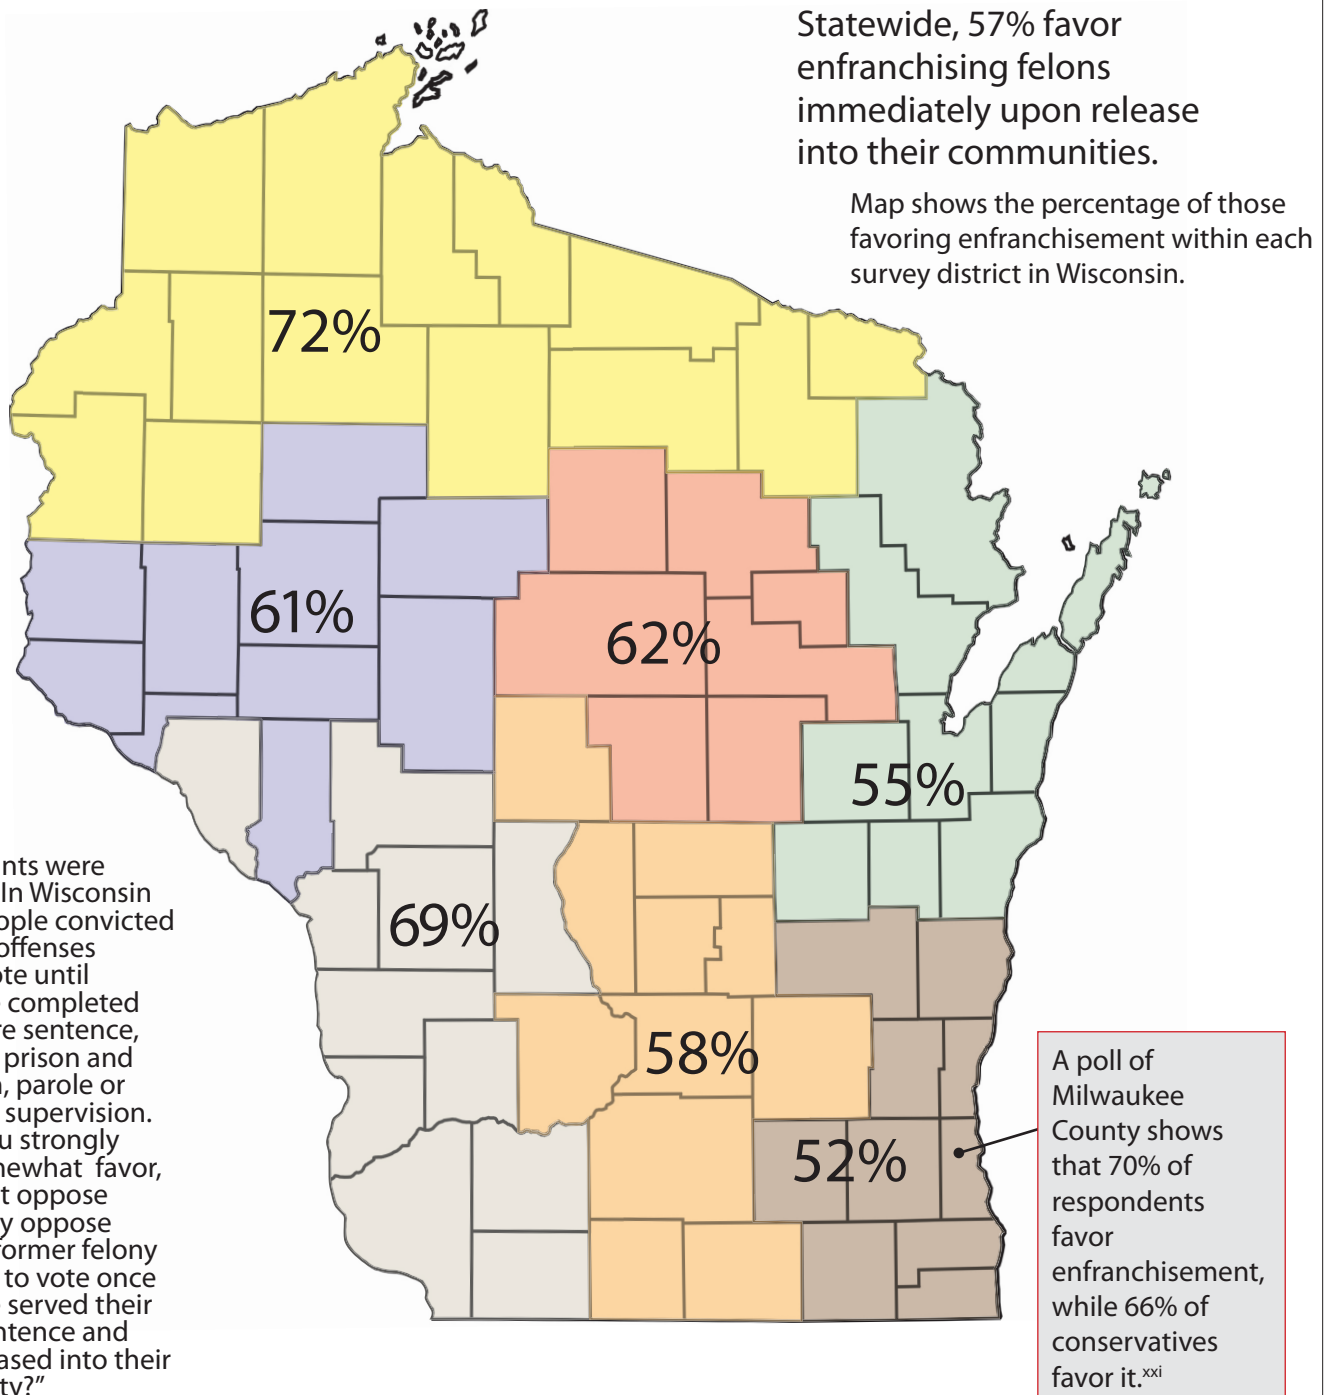 Statewide, 57% favor
enfranchising felons
immediately upon release
into their communities.
Map shows the percentage of those
favoring enfranchisement within each
survey district in Wisconsin.
72%
61%
62%
55%
69%
58%
52%
nts were
In Wisconsin
ople convicted
offenses
te until
completed
re sentence,
prison and
, parole or
supervision.
u strongly
newhat favor,
t oppose
y oppose
ormer felony
to vote once
served their
ntence and
ased into their
ty?”
A poll of
Milwaukee
County shows
that 70% of
respondents
favor
enfranchisement,
while 66% of
conservatives
favor it.xxi